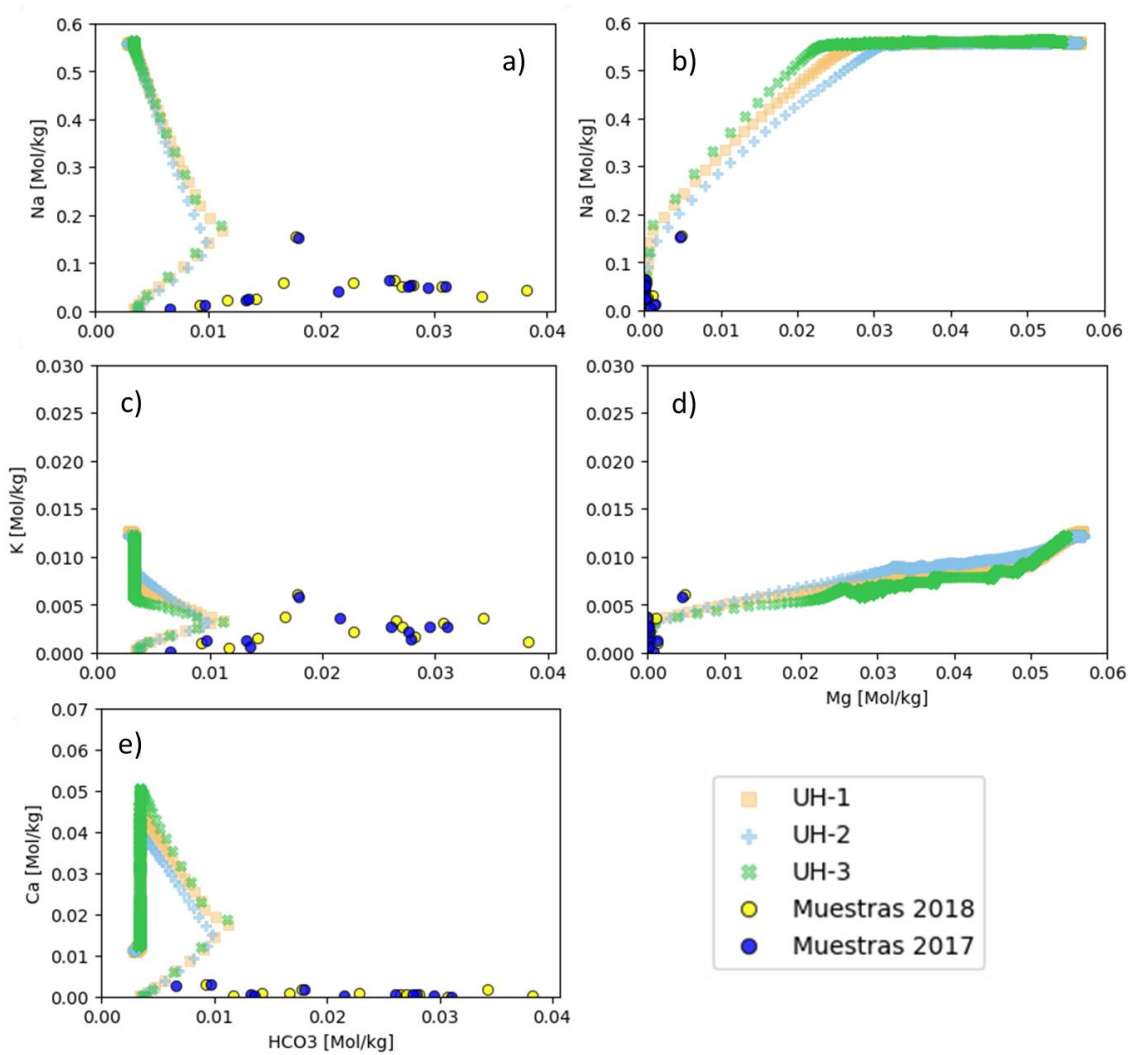 a)
Na [Mol/kg]
0.6
0.5
0.4
0.3
0.2
0.1
0.0
0.00 0.01 0.02 0.03 0.04
b)
Na [Mol/kg]
0.6
0.5
0.4
0.3
0.2
0.1
0.0
0.00 0.01 0.02 0.03 0.04 0.05 0.06
c)
K [Mol/kg]
0.030
0.025
0.020
0.015
0.010
0.005
0.000
0.00 0.01 0.02 0.03 0.04
d)
0.030
0.025
0.020
0.015
0.010
0.005
0.000
0.00 0.01 0.02 0.03 0.04 0.05 0.06
Mg [Mol/kg]
e)
Ca [Mol/kg]
0.07
0.06
0.05
0.04
0.03
0.02
0.01
0.00
0.00 0.01 0.02 0.03 0.04
HCO3 [Mol/kg]
UH-1
UH-2
UH-3
Muestras 2018
Muestras 2017